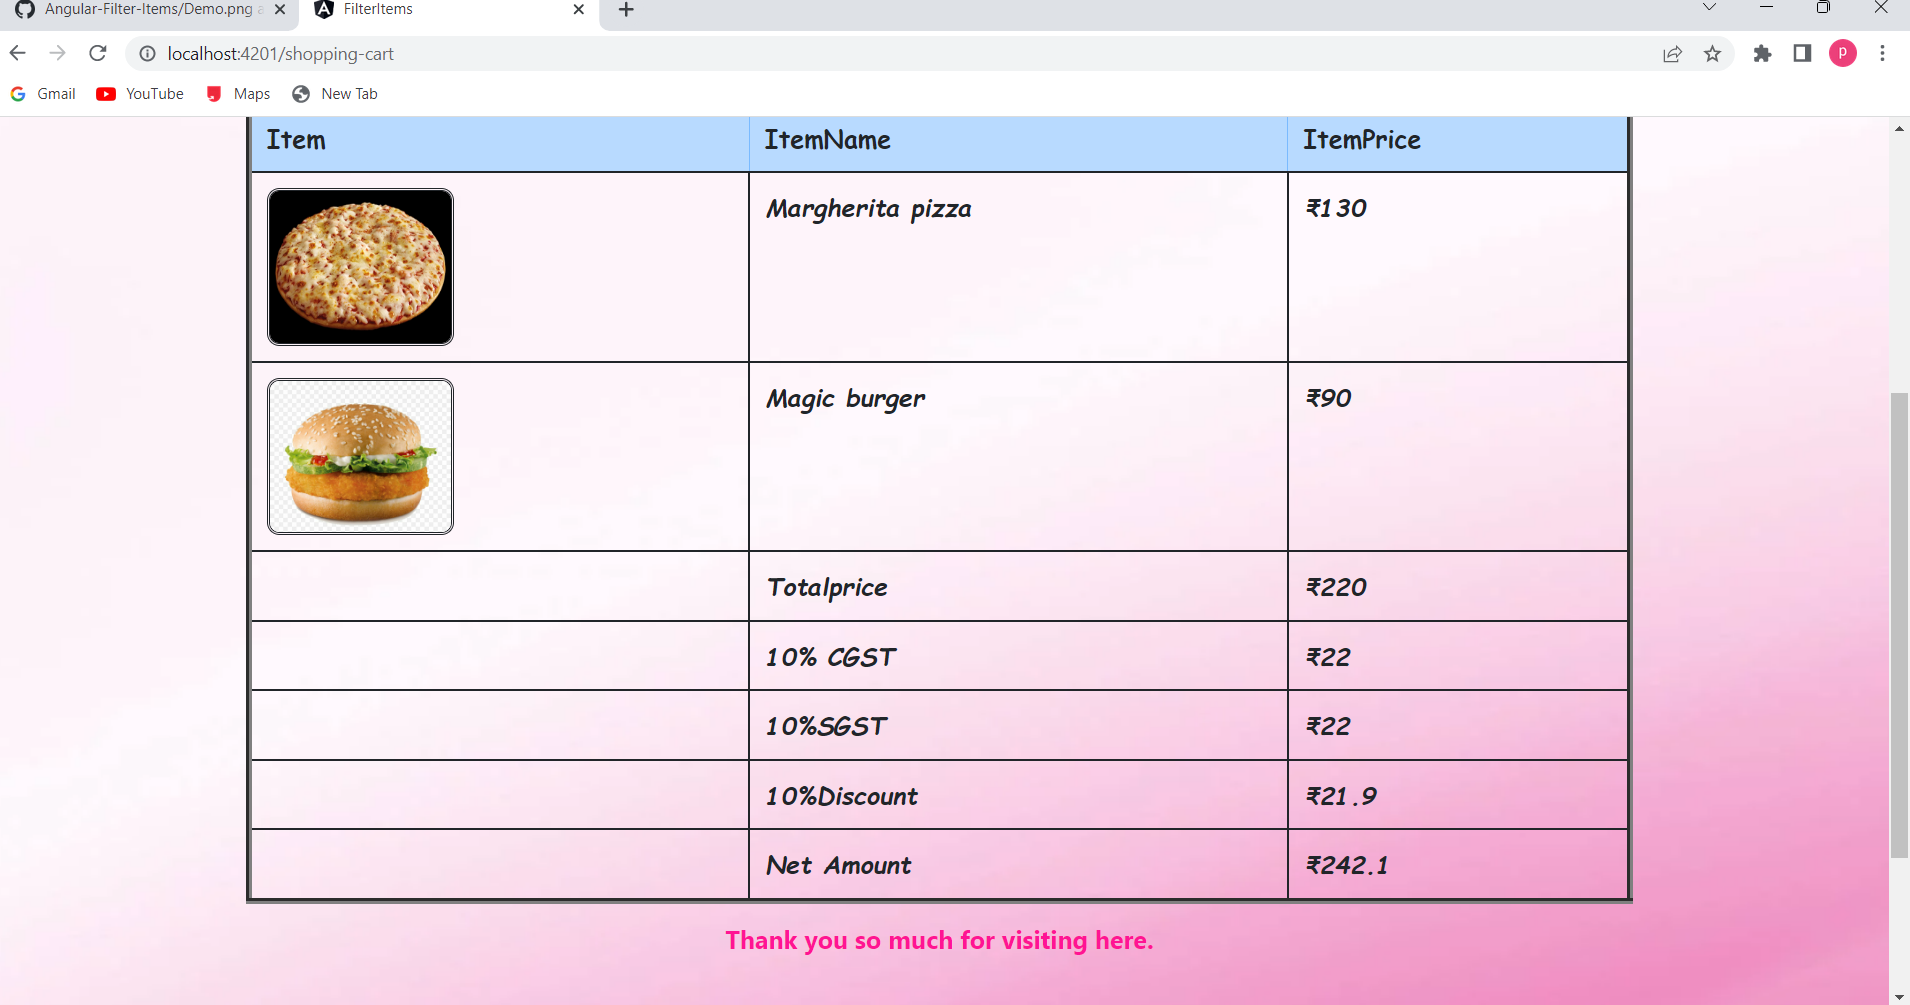 Angular-Filter-Items/Demo.png
FilterItems
localhost:4201/shopping-cart
P
Gmail YouTube Maps New Tab
Item ItemName ItemPrice
Margherita pizza ₹130
Magic burger ₹90
Totalprice ₹220
10% CGST ₹22
10%SGST ₹22
10%Discount ₹21.9
Net Amount ₹242.1
Thank you so much for visiting here.